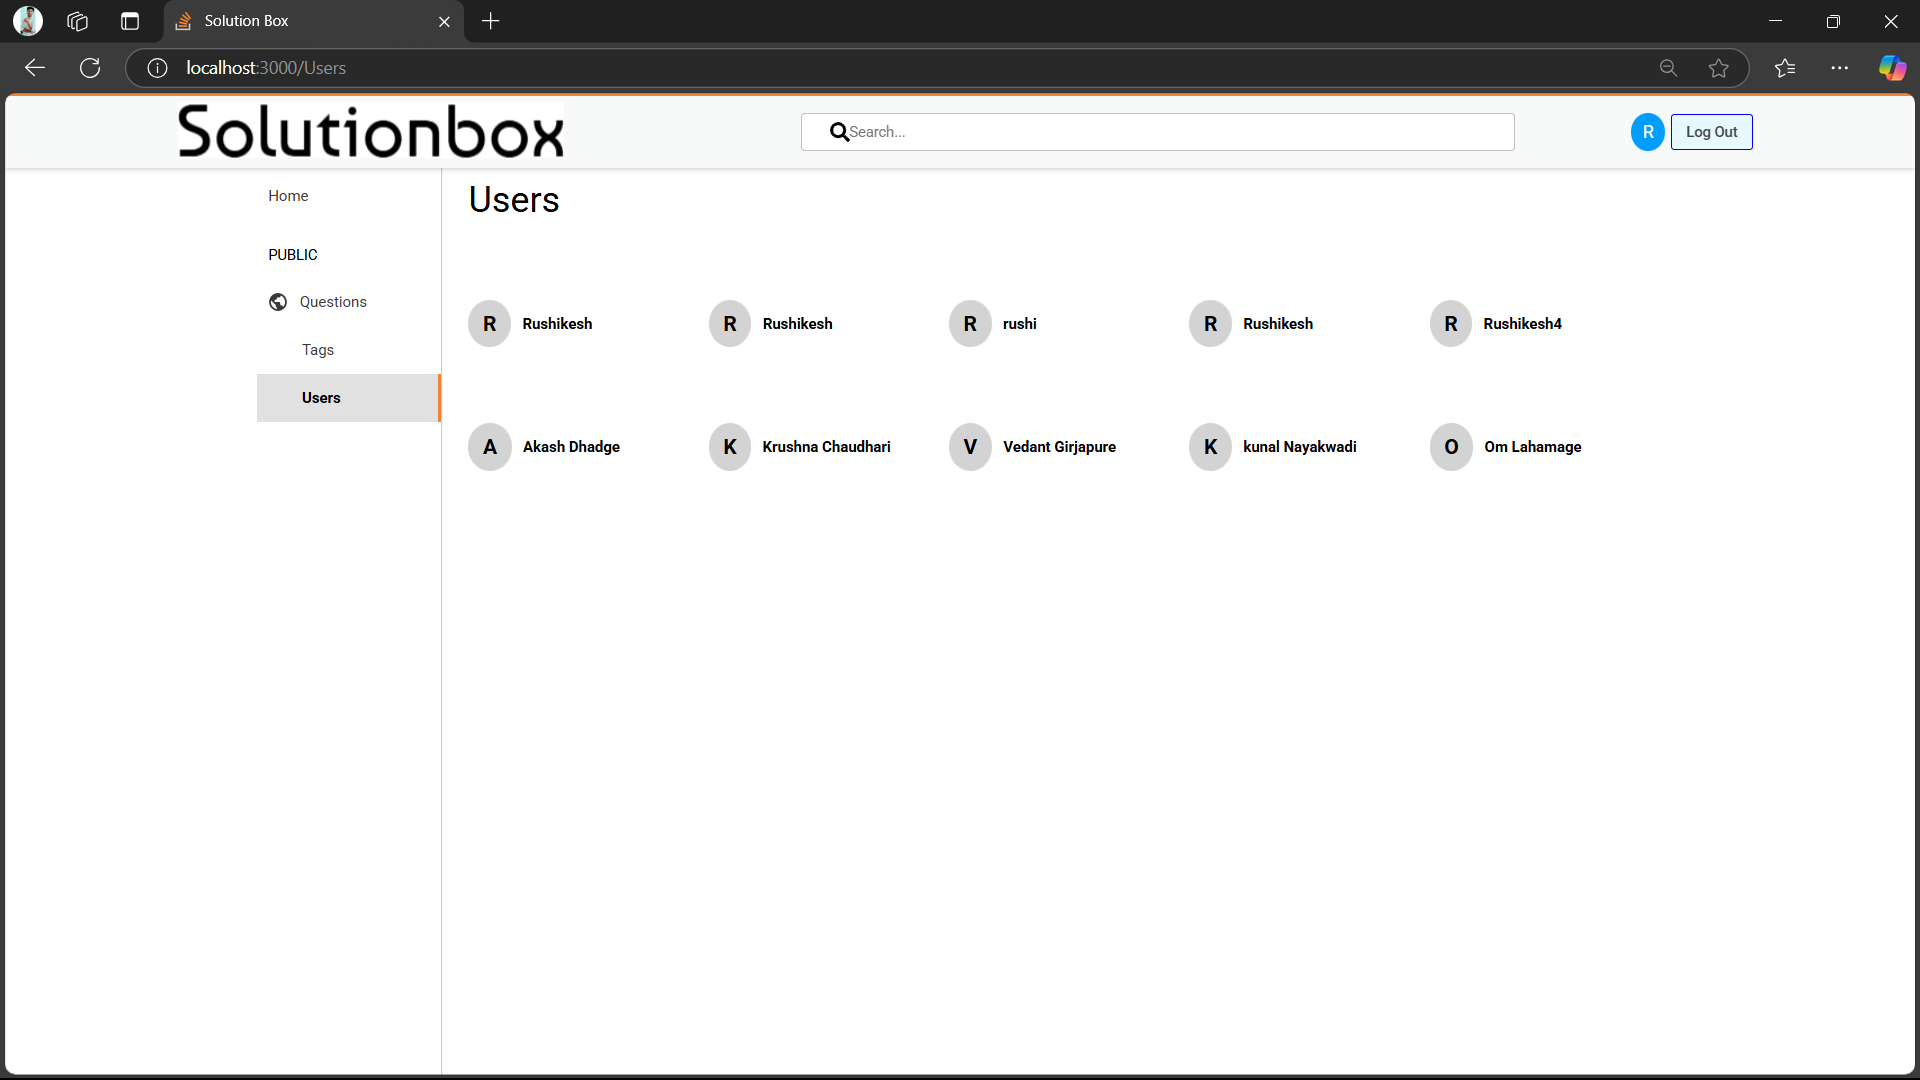 Solution Box
localhost:3000/Users
Solutionbox
Search...
R
Log Out
Home
PUBLIC
Questions
Tags
Users
Users
R Rushikesh
R Rushikesh
R rushi
R Rushikesh
R Rushikesh4
A Akash Dhadge
K Krushna Chaudhari
V Vedant Girjapure
K kunal Nayakwadi
O Om Lahamage